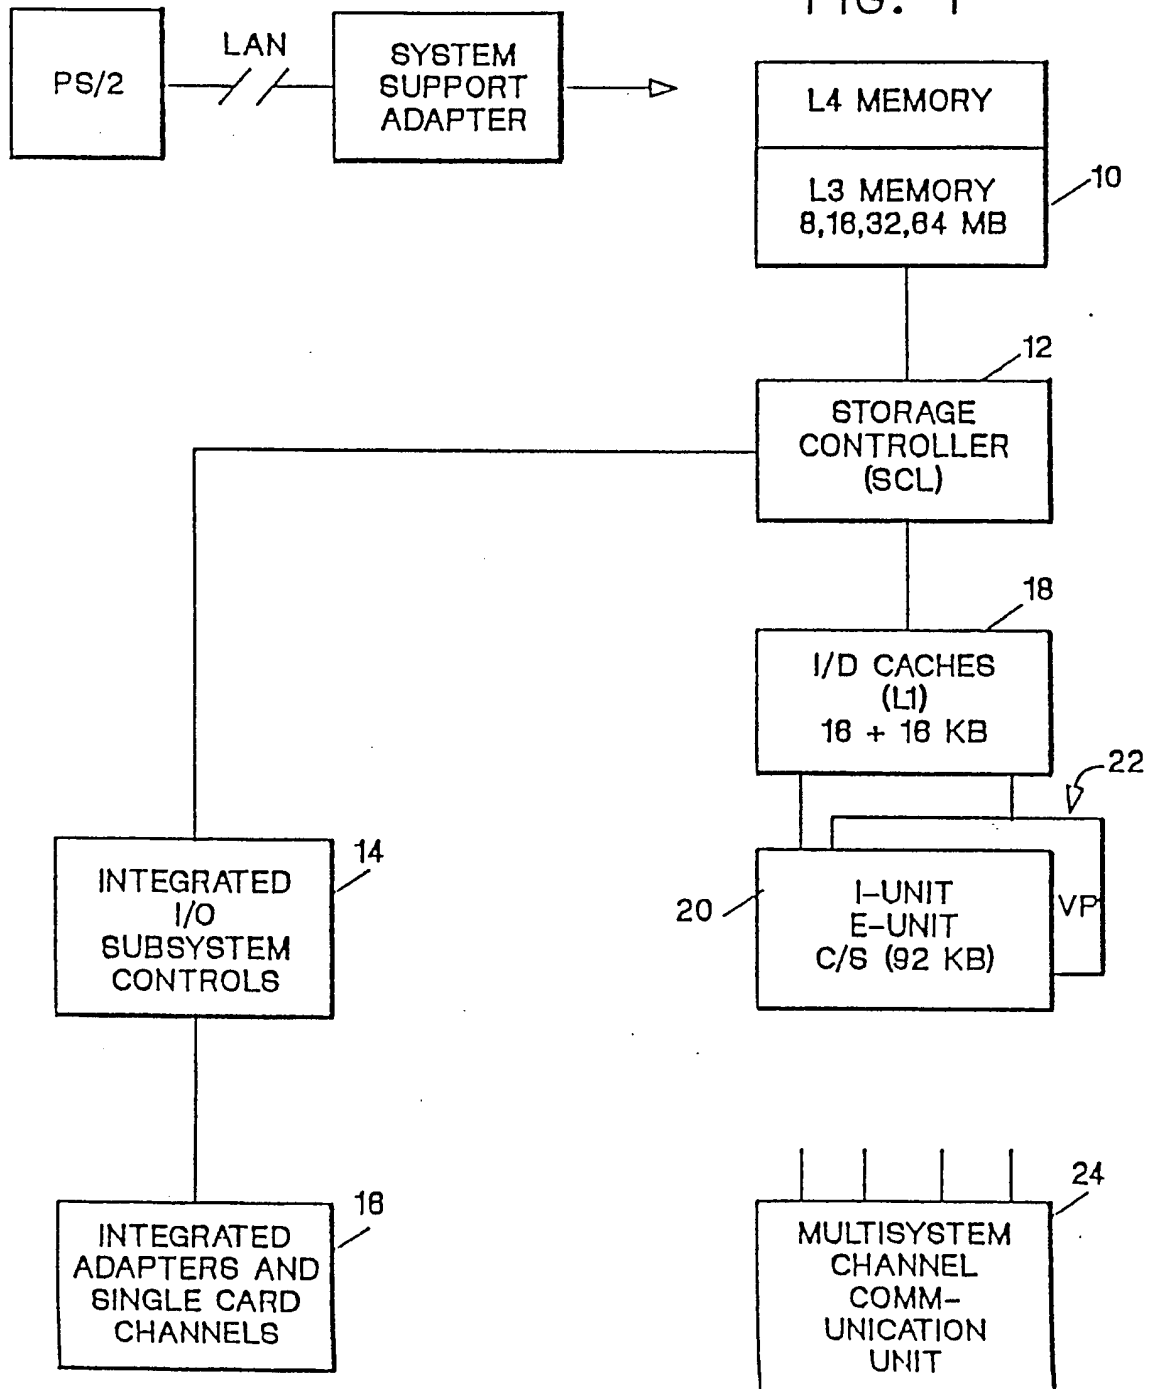 FIG. 1
PS/2
LAN
SYSTEM
SUPPORT
ADAPTER
L4 MEMORY
L3 MEMORY
8,16,32,64 MB
10
12
STORAGE
CONTROLLER
(SCL)
18
I/D CACHES
(L1)
16 + 16 KB
22
14
INTEGRATED
I/O
SUBSYSTEM
CONTROLS
20
I-UNIT
E-UNIT
C/S (92 KB)
VP
16
INTEGRATED
ADAPTERS AND
SINGLE CARD
CHANNELS
24
MULTISYSTEM
CHANNEL
COMM-
UNICATION
UNIT